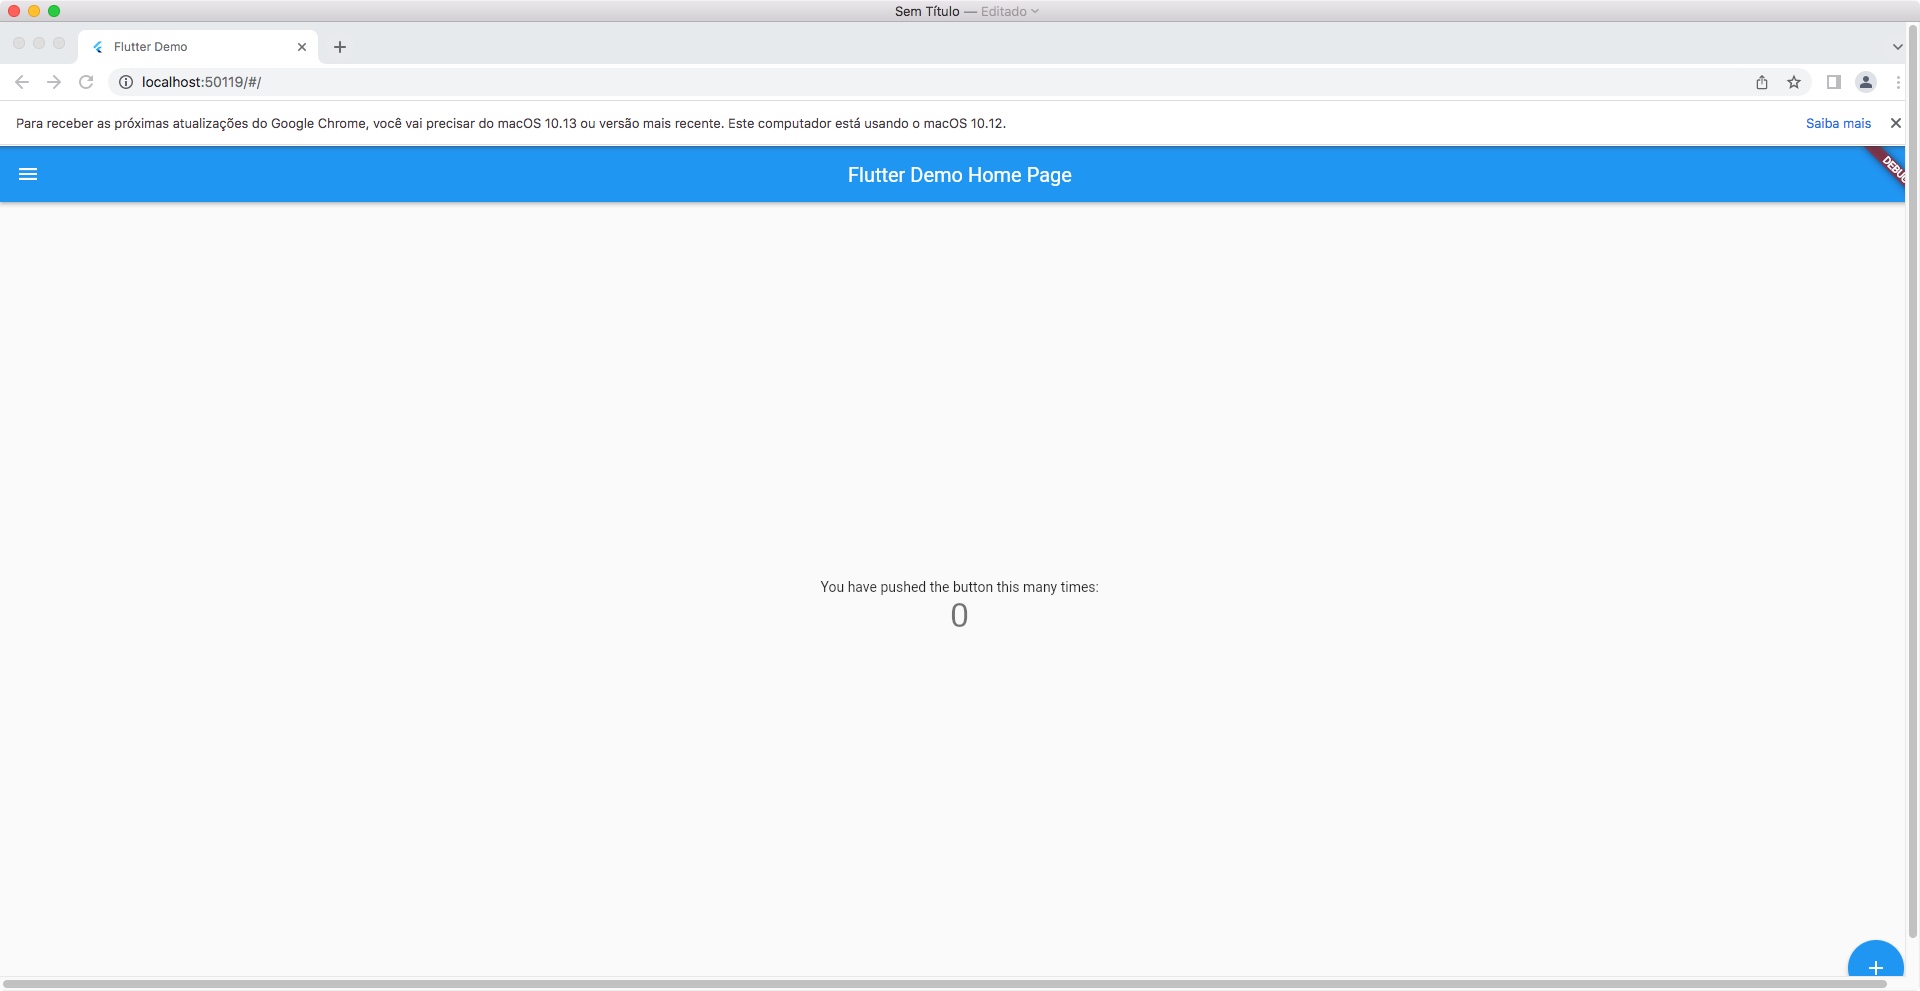 Sem Título — Editado
Flutter Demo
localhost:50119/#/
Para receber as próximas atualizações do Google Chrome, você vai precisar do macOS 10.13 ou versão mais recente. Este computador está usando o macOS 10.12.
Saiba mais
Flutter Demo Home Page
DEBUG
You have pushed the button this many times:
0